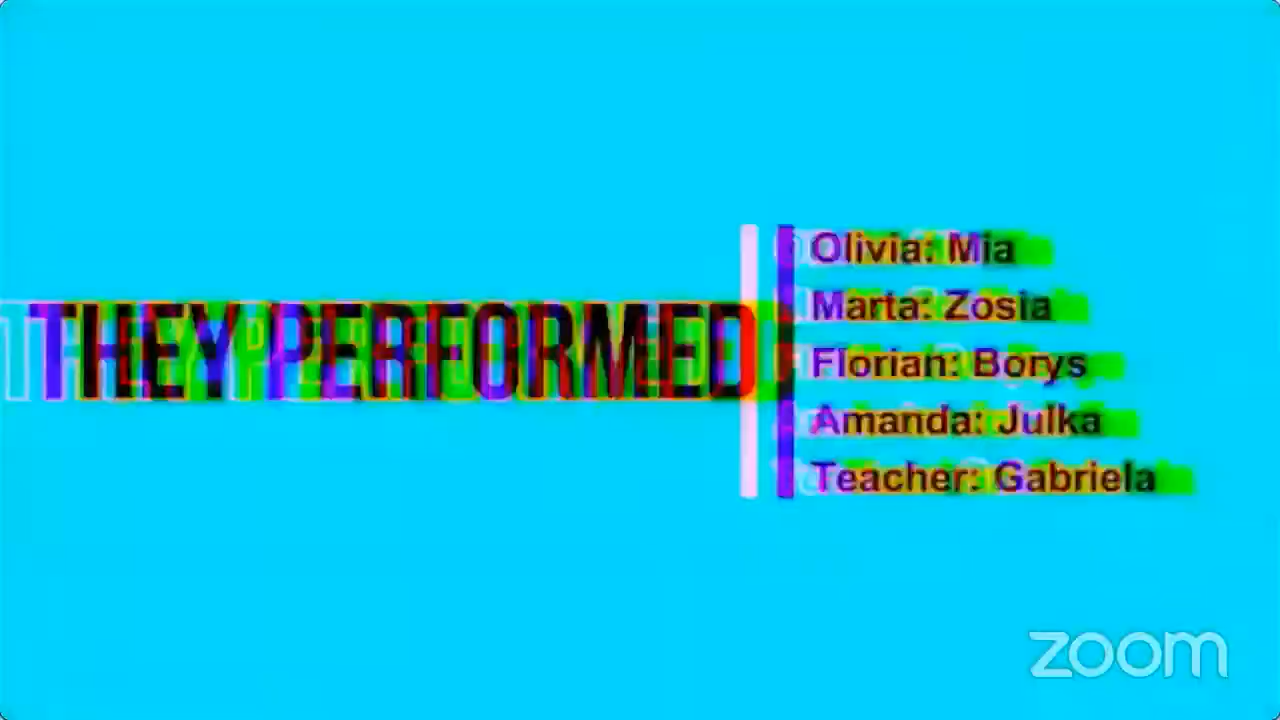 THEY PERFORMED
Olivia: Mia
Marta: Zosia
Florian: Borys
Amanda: Julka
Teacher: Gabriela
zoom